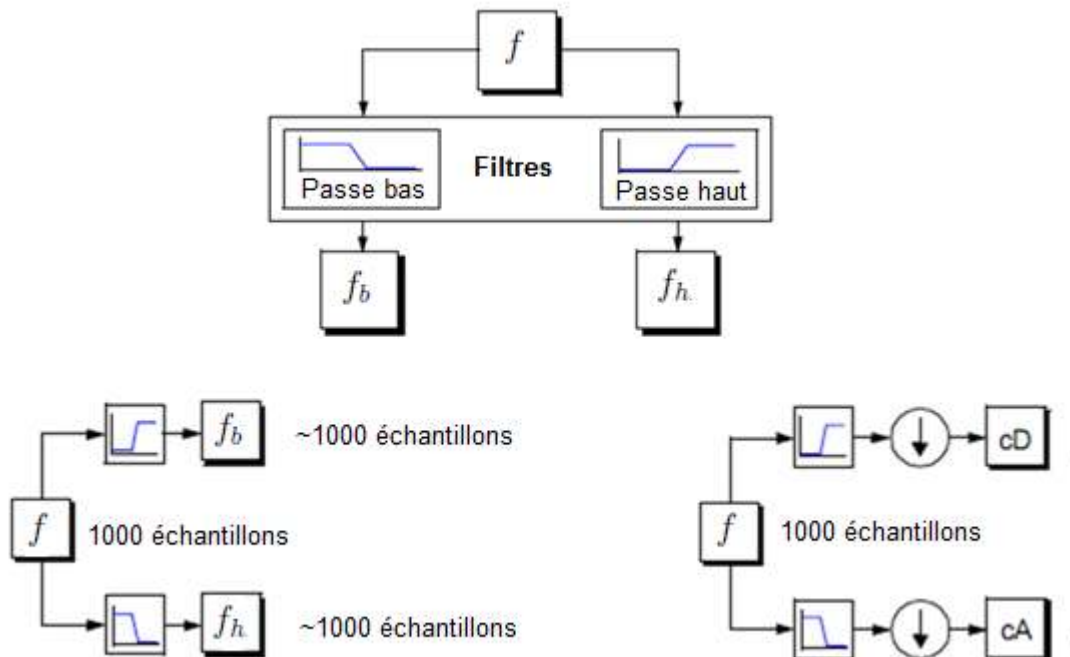 f
Filtres
Passe bas
Passe haut
f_b
f_h.
f_b
~1000 échantillons
f
1000 échantillons
f_h.
~1000 échantillons
cD
f
1000 échantillons
cA